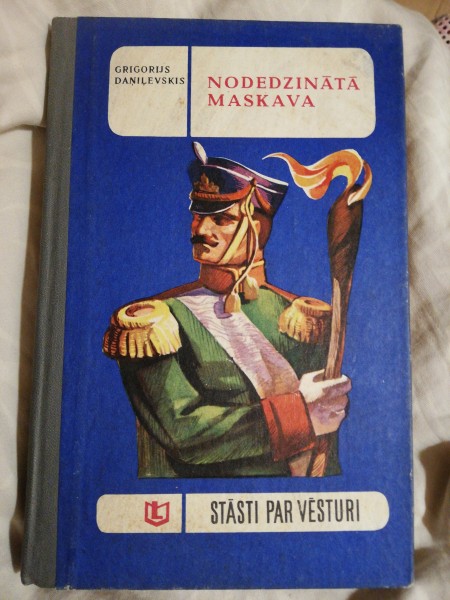 GRIGORIJS
DANIĻEVSKIS
NODEDZINĀTĀ
MASKAVA
STĀSTI PAR VĒSTURI